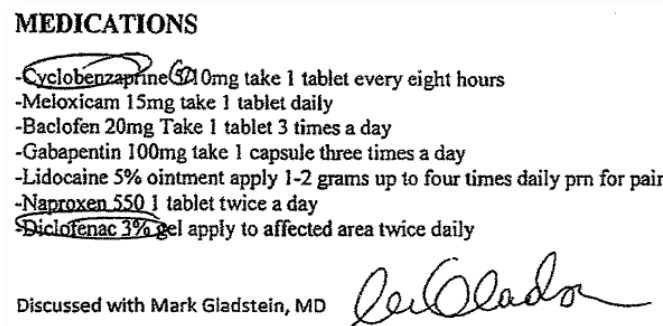 MEDICATIONS
-Cyclobenzaprine 10mg take 1 tablet every eight hours
-Meloxicam 15mg take 1 tablet daily
-Baclofen 20mg Take 1 tablet 3 times a day
-Gabapentin 100mg take 1 capsule three times a day
-Lidocaine 5% ointment apply 1-2 grams up to four times daily prn for pain
-Naproxen 550 1 tablet twice a day
-Diclofenac 3% gel apply to affected area twice daily
Discussed with Mark Gladstein, MD